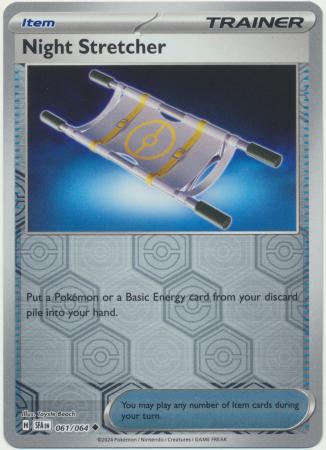 Item
TRAINER
Night Stretcher
Put a Pokémon or a Basic Energy card from your discard
pile into your hand.
Illus. Toyste Beach
H SFA EN 061/064
You may play any number of Item cards during
your turn.
©2024 Pokémon / Nintendo / Creatures / GAME FREAK